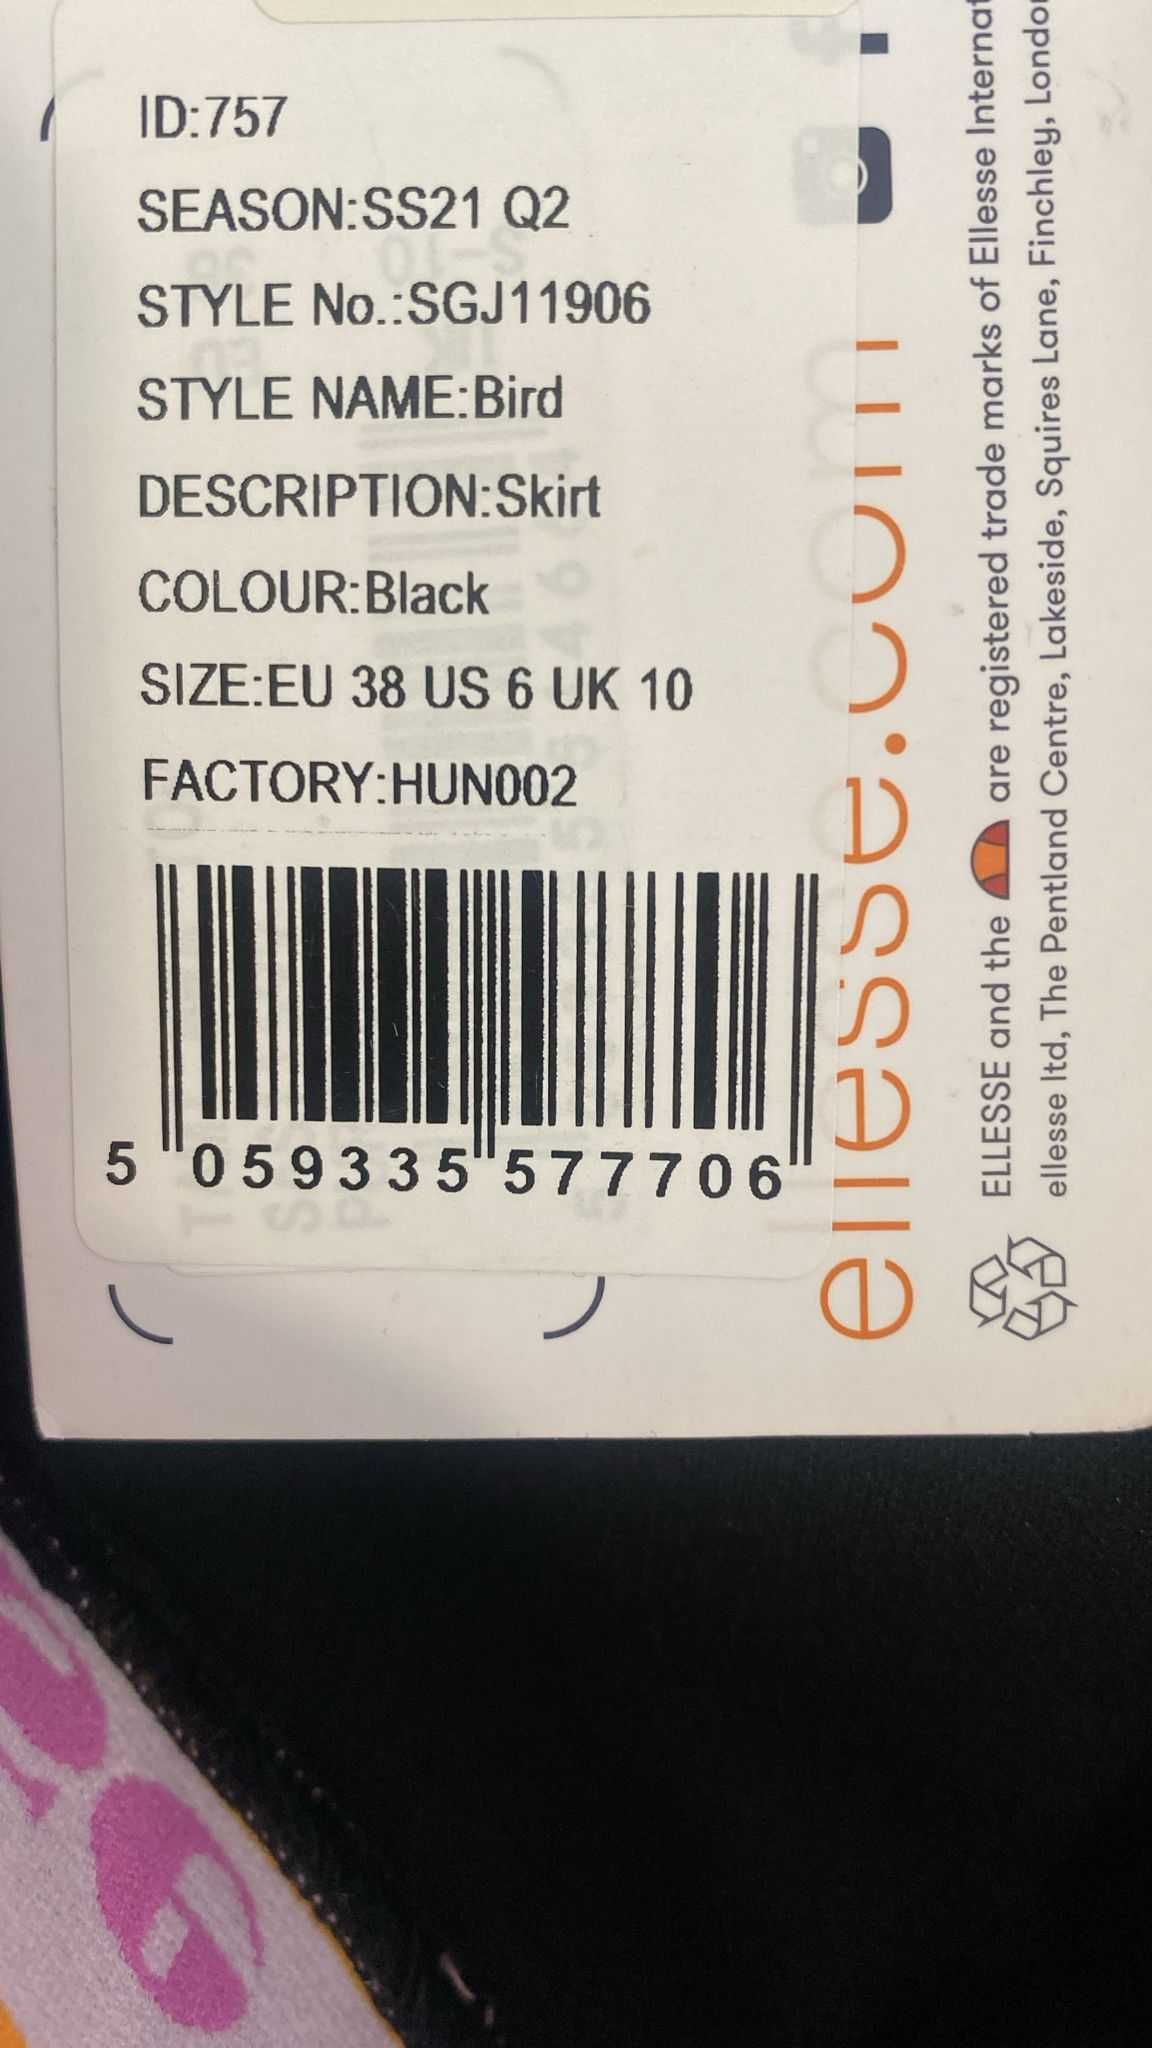 ID:757
SEASON:SS21 Q2
STYLE No.:SGJ11906
STYLE NAME:Bird
DESCRIPTION:Skirt
COLOUR:Black
SIZE:EU 38 US 6 UK 10
FACTORY:HUN002
5 059335 577706
ellesse.com
ELLESSE and the are registered trade marks of Ellesse
ellesse ltd, The Pentland Centre, Lakeside, Squires Lane, Finchley,